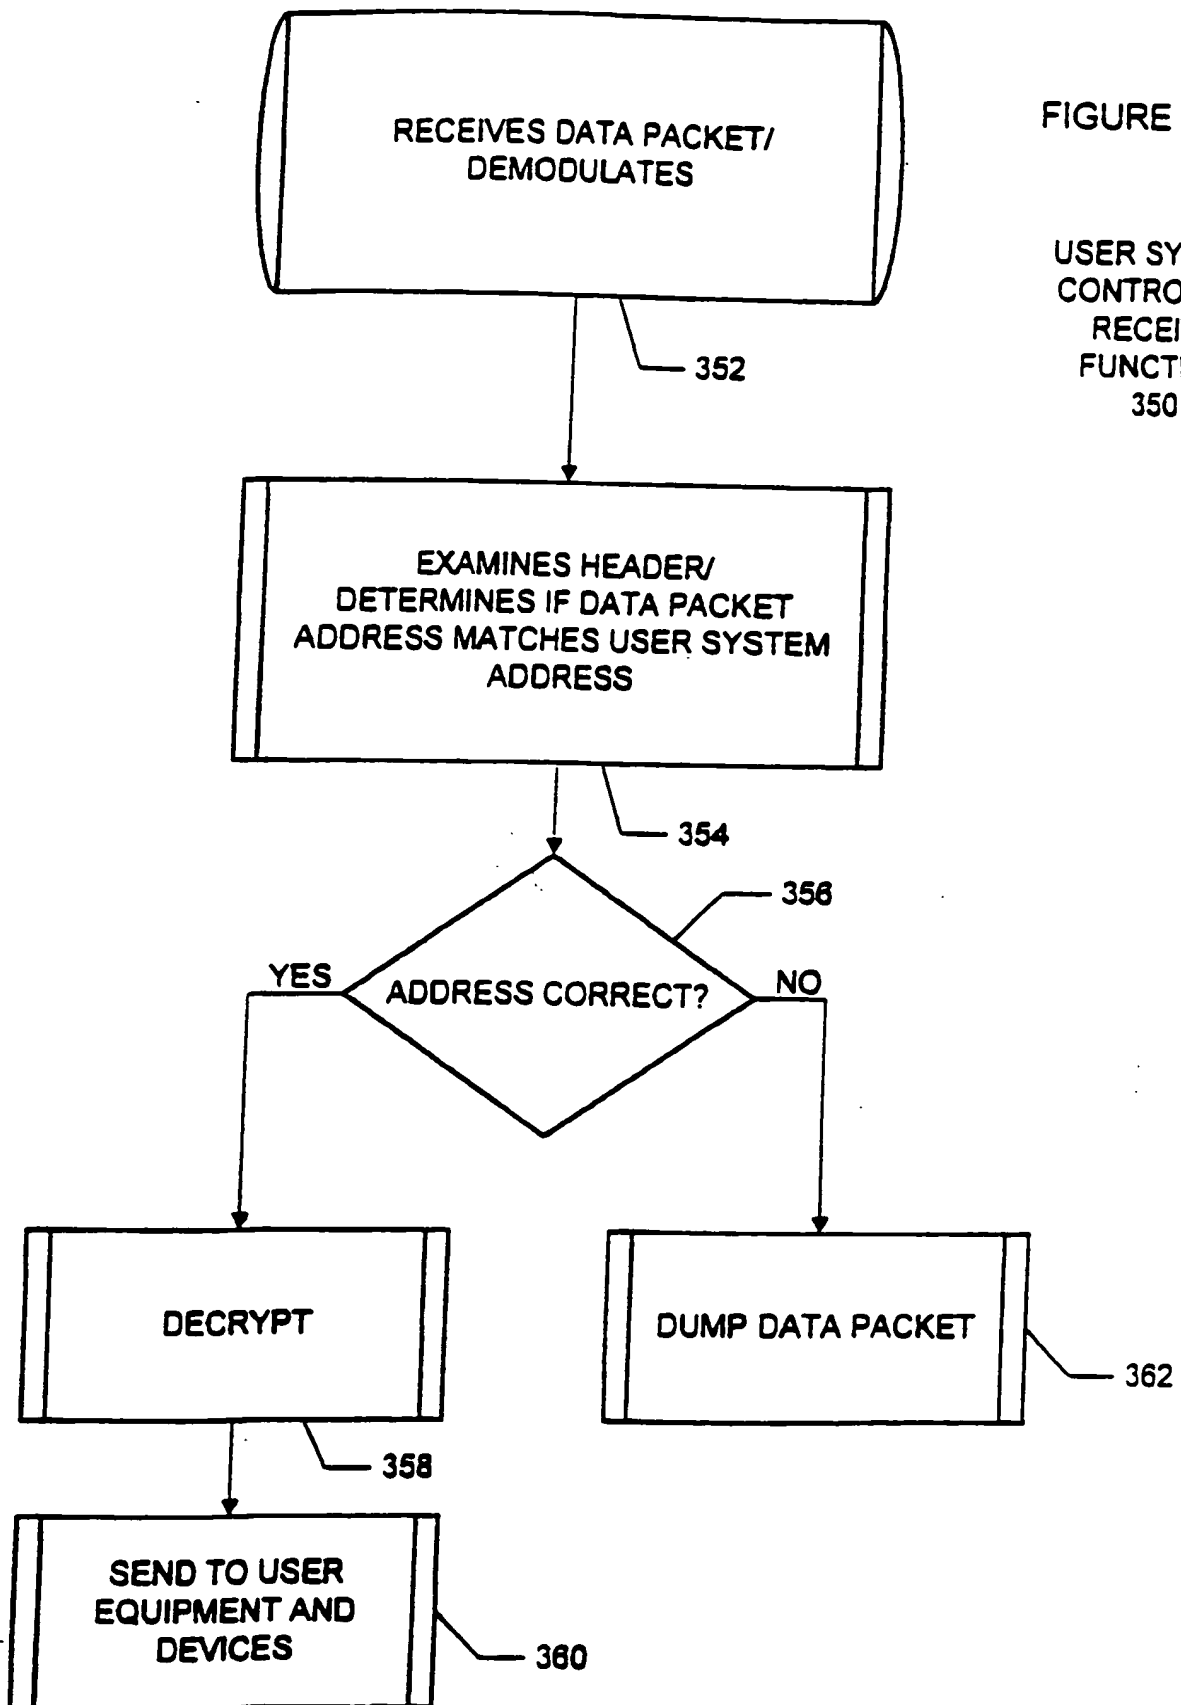 RECEIVES DATA PACKET/
DEMODULATES
FIGURE
USER SY
CONTRO
RECEI
FUNCT
350
352
EXAMINES HEADER/
DETERMINES IF DATA PACKET
ADDRESS MATCHES USER SYSTEM
ADDRESS
354
356
YES
ADDRESS CORRECT?
NO
DECRYPT
DUMP DATA PACKET
362
358
SEND TO USER
EQUIPMENT AND
DEVICES
360